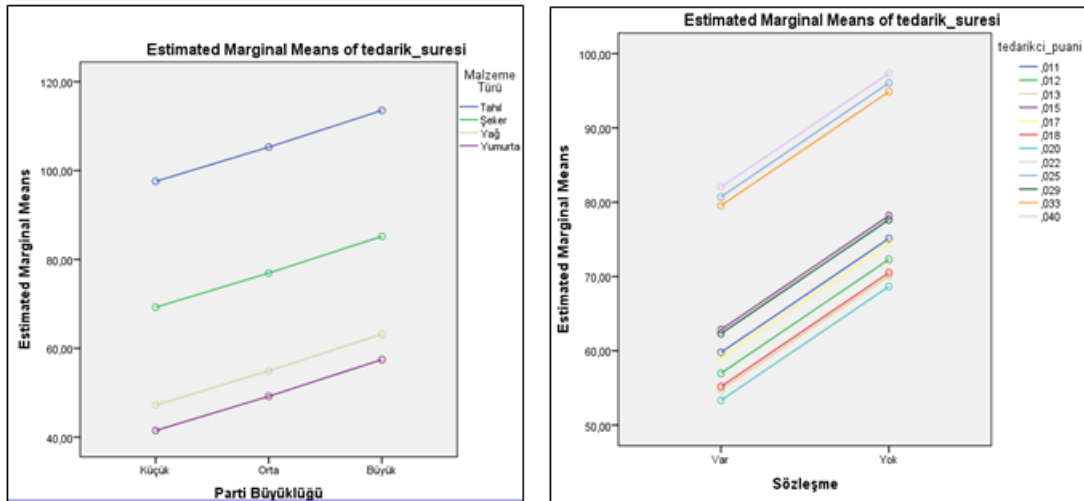 Estimated Marginal Means of tedarik_suresi
Malzeme
Türü
Tahıl
Şeker
Yağ
Yumurta
120,00
100,00
80,00
60,00
40,00
Estimated Marginal Means
Küçük
Orta
Büyük
Parti Büyüklüğü
Estimated Marginal Means of tedarik_suresi
tedarikci_puani
,011
,012
,013
,015
,017
,018
,020
,022
,025
,029
,033
,040
100,00
90,00
80,00
70,00
60,00
50,00
Estimated Marginal Means
Var
Yok
Sözleşme